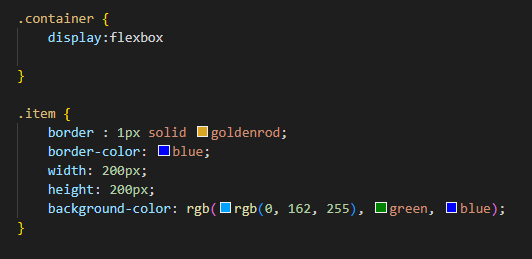 .container {
display:flexbox
}
.item {
border : 1px solid goldenrod;
border-color: blue;
width: 200px;
height: 200px;
background-color: rgb(rgb(0, 162, 255), green, blue);
}